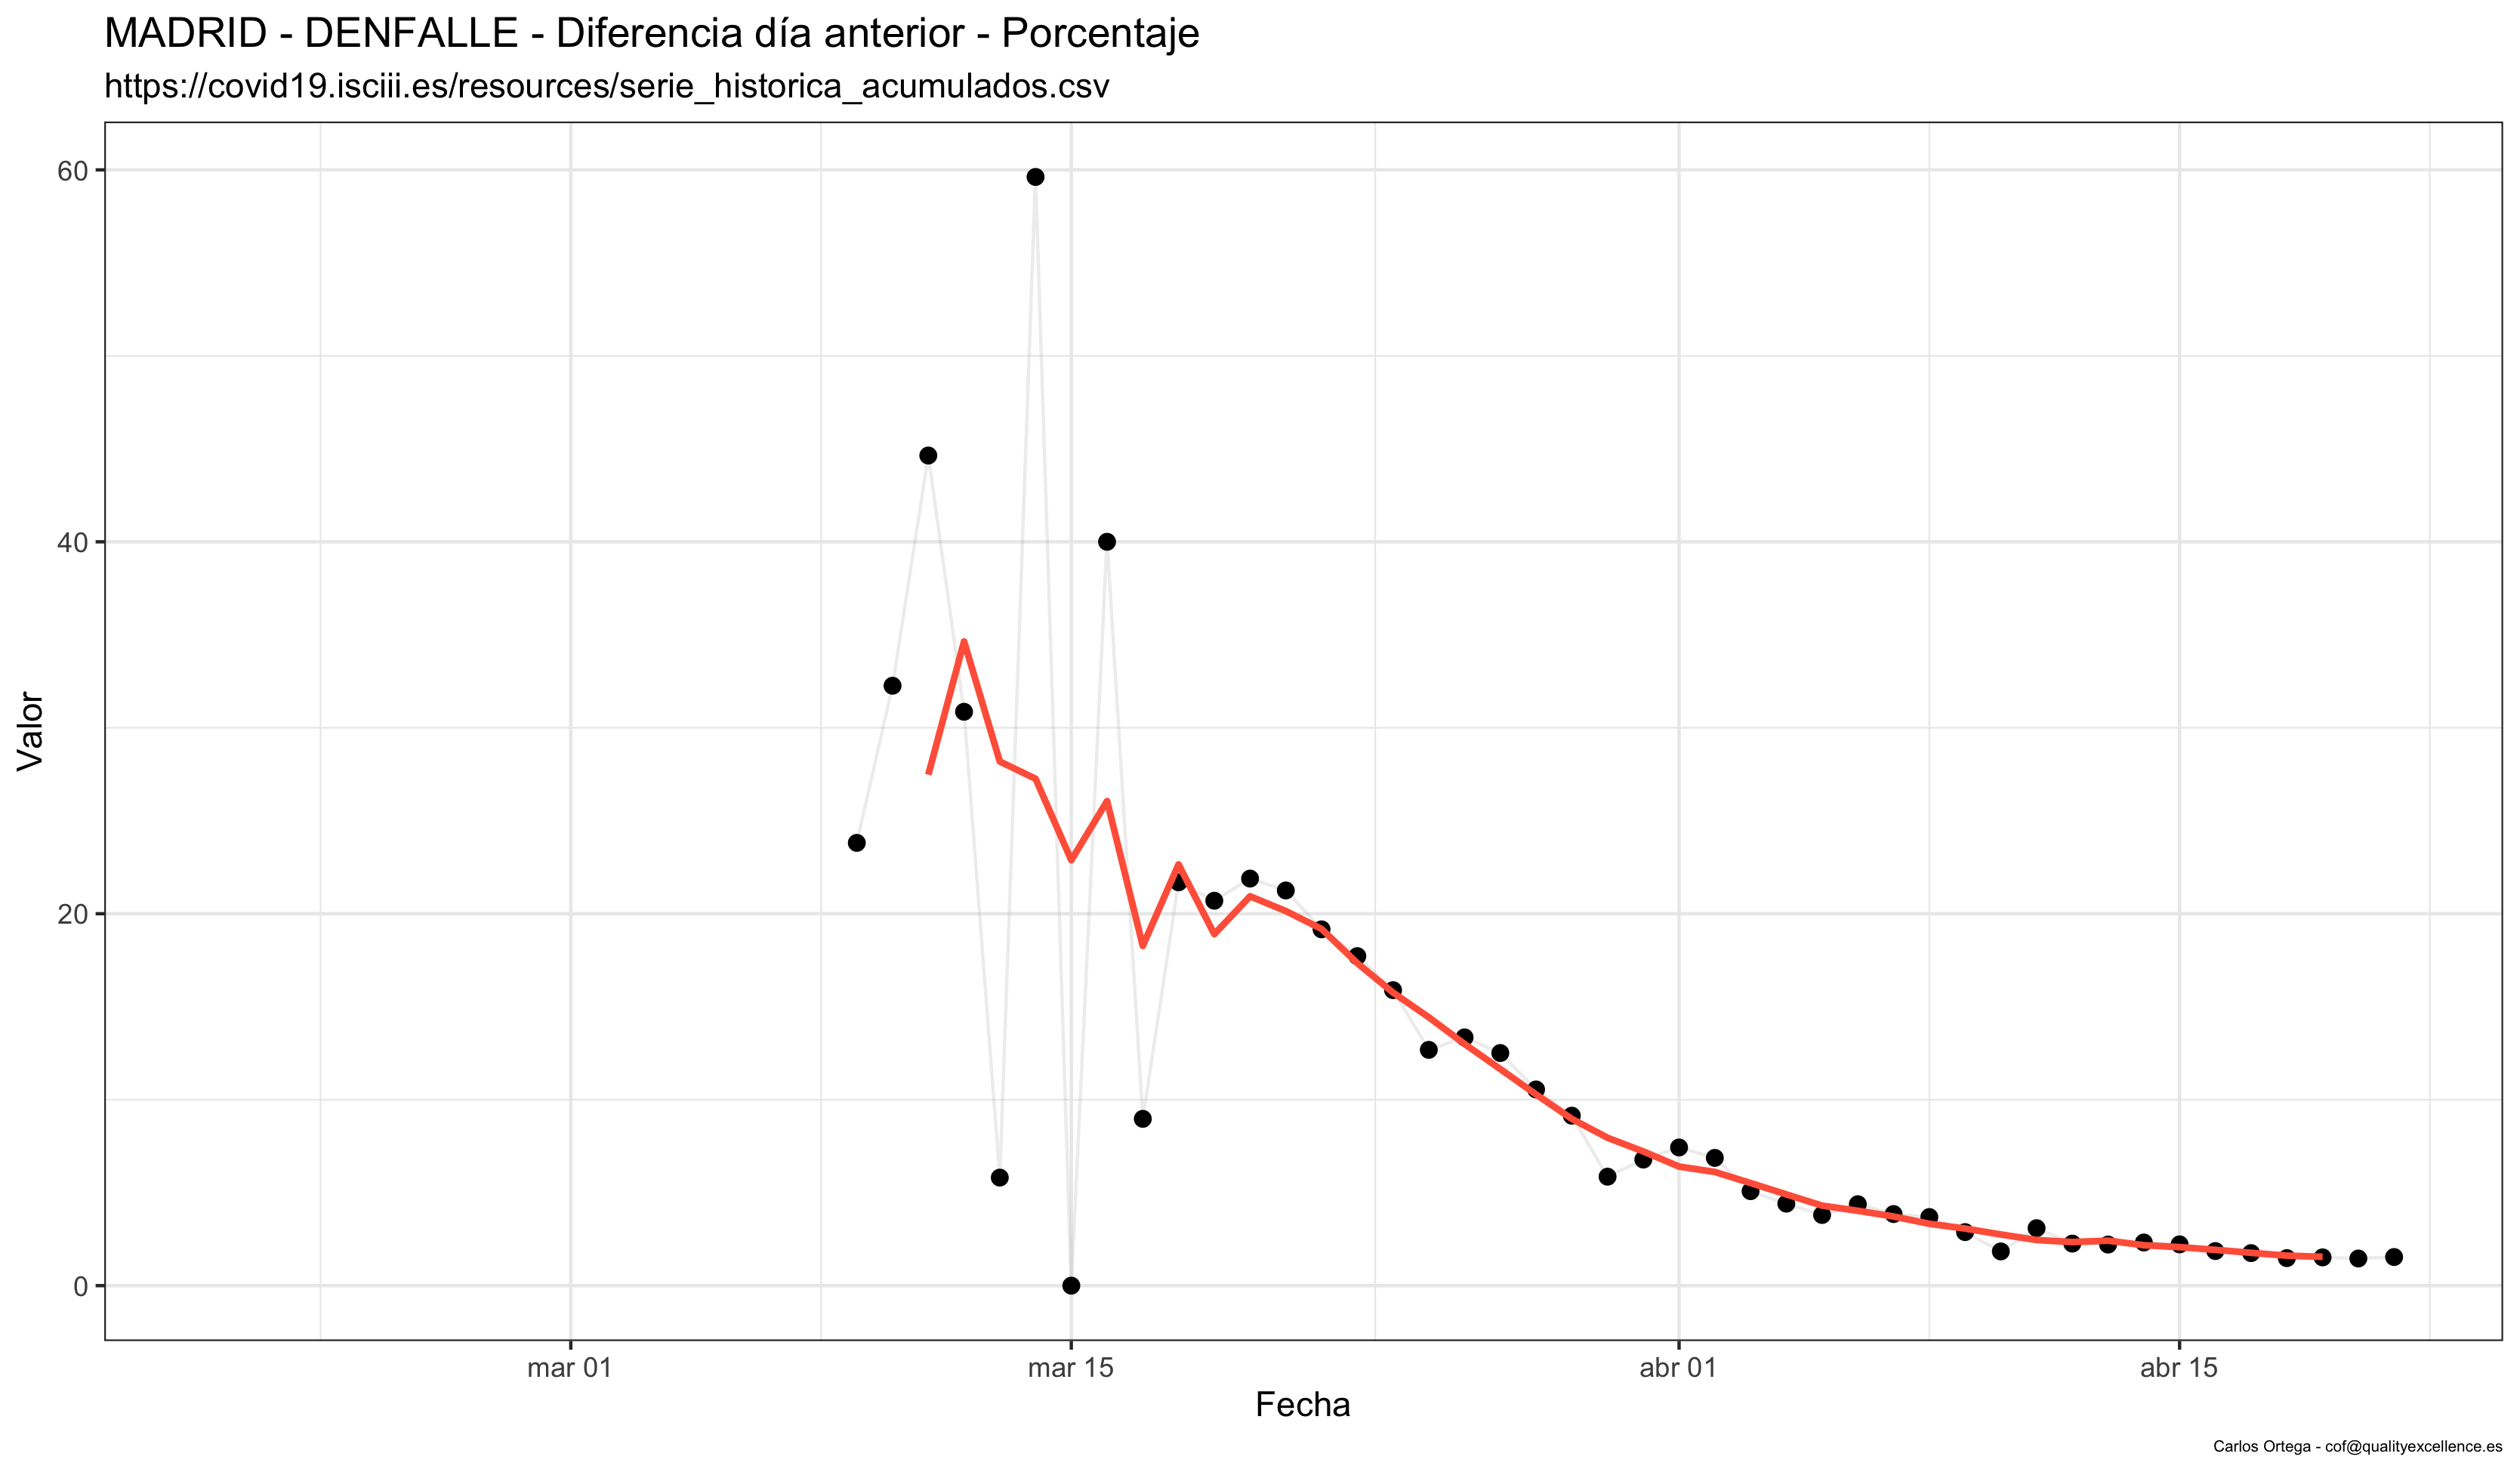 MADRID - DENFALLE - Diferencia día anterior - Porcentaje
https://covid19.isciii.es/resources/serie_historica_acumulados.csv
60
40
20
0
Valor
mar 01
mar 15
abr 01
abr 15
Fecha
Carlos Ortega - cof@qualityexcellence.es